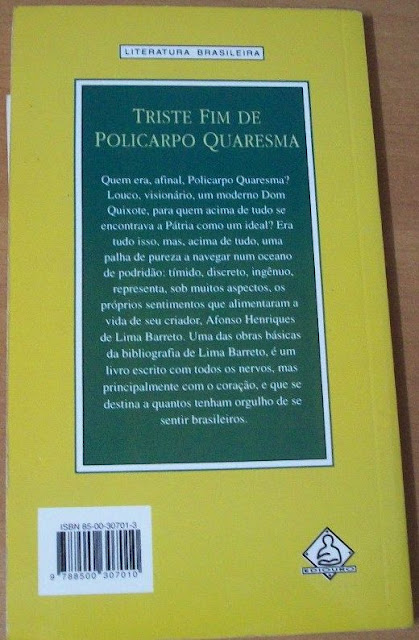 LITERATURA BRASILEIRA
TRISTE FIM DE
POLICARPO QUARESMA
Quem era, afinal, Policarpo Quaresma?
Louco, visionário, um moderno Dom
Quixote, para quem acima de tudo se
encontrava a Pátria como um ideal? Era
tudo isso, mas, acima de tudo, uma
palha de pureza a navegar num oceano
de podridão: tímido, discreto, ingênuo,
representa, sob muitos aspectos, os
próprios sentimentos que alimentaram a
vida de seu criador, Afonso Henriques
de Lima Barreto. Uma das obras básicas
da bibliografia de Lima Barreto, é um
livro escrito com todos os nervos, mas
principalmente com o coração, e que se
destina a quantos tenham orgulho de se
sentir brasileiros.
ISBN 85-00-30701-3
9 788500 307010
EDIOURO